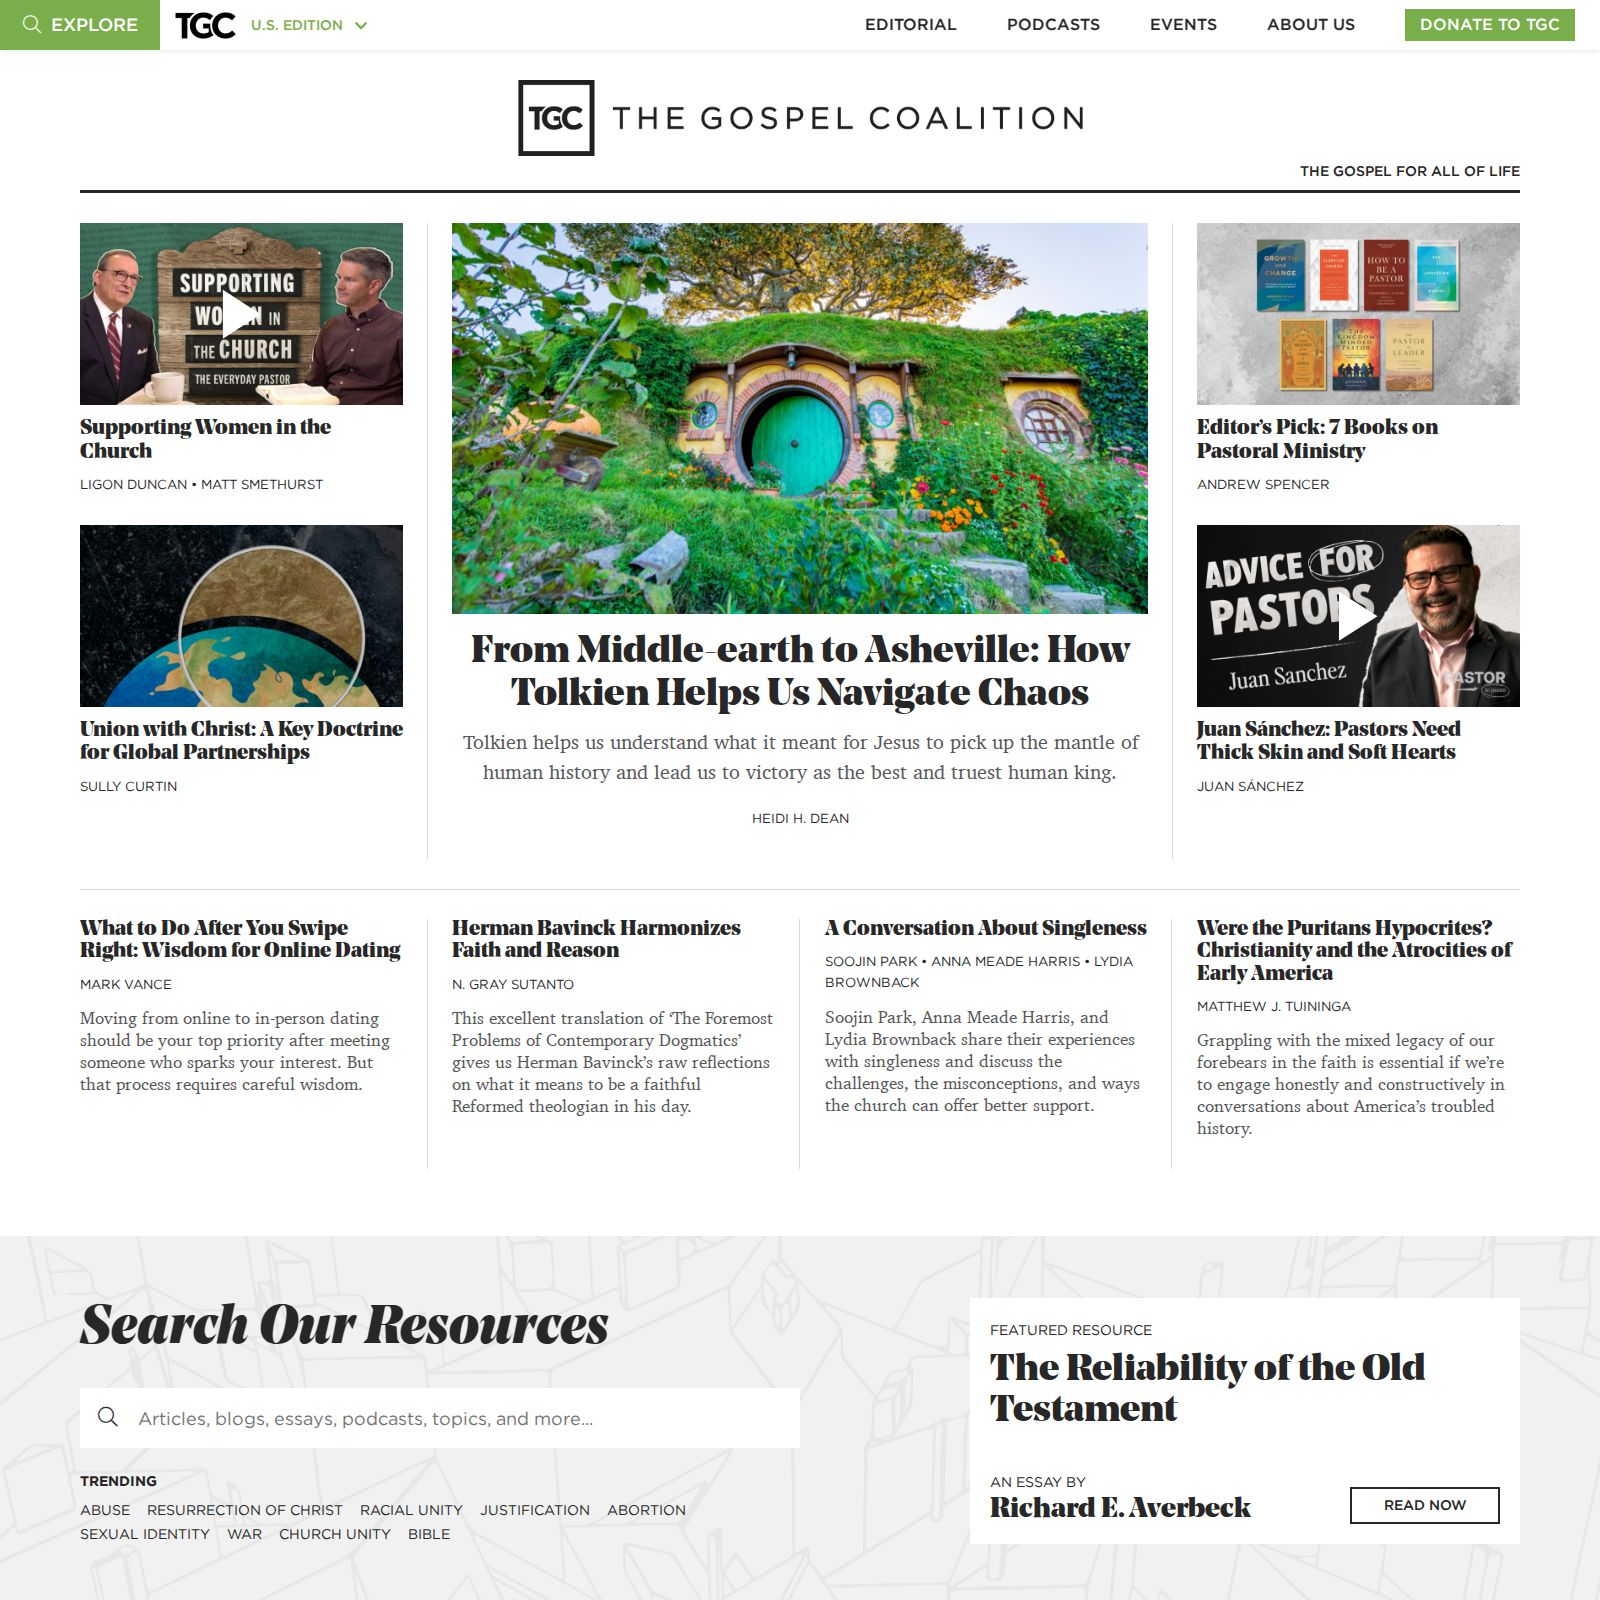 EXPLORE
TGC
U.S. EDITION
EDITORIAL
PODCASTS
EVENTS
ABOUT US
DONATE TO TGC
TGC
THE GOSPEL COALITION
THE GOSPEL FOR ALL OF LIFE
SUPPORTING
IN
THE CHURCH
THE EVERYDAY PASTOR
Supporting Women in the
Church
LIGON DUNCAN • MATT SMETHURST
Union with Christ: A Key Doctrine
for Global Partnerships
SULLY CURTIN
From Middle-earth to Asheville: How
Tolkien Helps Us Navigate Chaos
Tolkien helps us understand what it meant for Jesus to pick up the mantle of
human history and lead us to victory as the best and truest human king.
HEIDI H. DEAN
GROWTH
and
CHANGE
HOW TO
BE A
PASTOR
THE
KINGDOM
MINDED
PASTOR
PASTOR
LEADER
Editor’s Pick: 7 Books on
Pastoral Ministry
ANDREW SPENCER
ADVICE FOR
PASTORS
Juan Sanchez
PASTOR
to pastor
Juan Sánchez: Pastors Need
Thick Skin and Soft Hearts
JUAN SÁNCHEZ
What to Do After You Swipe
Right: Wisdom for Online Dating
MARK VANCE
Moving from online to in-person dating
should be your top priority after meeting
someone who sparks your interest. But
that process requires careful wisdom.
Herman Bavinck Harmonizes
Faith and Reason
N. GRAY SUTANTO
This excellent translation of ‘The Foremost
Problems of Contemporary Dogmatics’
gives us Herman Bavinck’s raw reflections
on what it means to be a faithful
Reformed theologian in his day.
A Conversation About Singleness
SOOJIN PARK • ANNA MEADE HARRIS • LYDIA
BROWNBACK
Soojin Park, Anna Meade Harris, and
Lydia Brownback share their experiences
with singleness and discuss the
challenges, the misconceptions, and ways
the church can offer better support.
Were the Puritans Hypocrites?
Christianity and the Atrocities of
Early America
MATTHEW J. TUININGA
Grappling with the mixed legacy of our
forebears in the faith is essential if we’re
to engage honestly and constructively in
conversations about America’s troubled
history.
Search Our Resources
Articles, blogs, essays, podcasts, topics, and more...
TRENDING
ABUSE RESURRECTION OF CHRIST RACIAL UNITY JUSTIFICATION ABORTION
SEXUAL IDENTITY WAR CHURCH UNITY BIBLE
FEATURED RESOURCE
The Reliability of the Old
Testament
AN ESSAY BY
Richard E. Averbeck
READ NOW